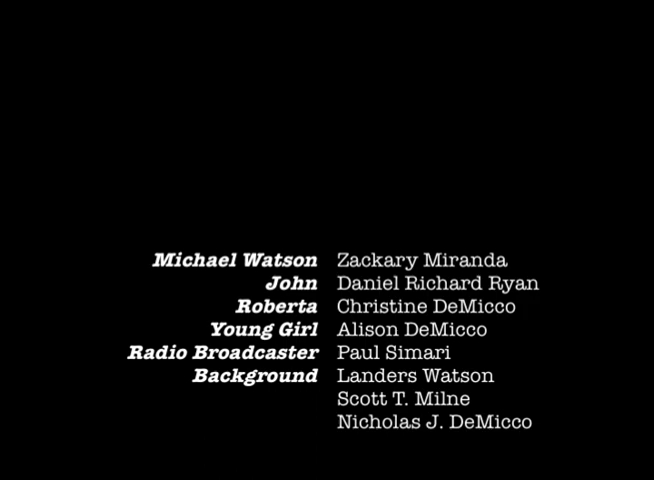 Michael Watson Zackary Miranda
John Daniel Richard Ryan
Roberta Christine DeMicco
Young Girl Alison DeMicco
Radio Broadcaster Paul Simari
Background Landers Watson
Scott T. Milne
Nicholas J. DeMicco